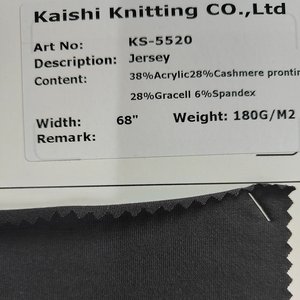 Kaishi Knitting CO.,Ltd
Art No: KS-5520
Description: Jersey
Content: 38%Acrylic28%Cashmere pronting
28%Gracell 6%Spandex
Width: 68" Weight: 180G/M2
Remark: